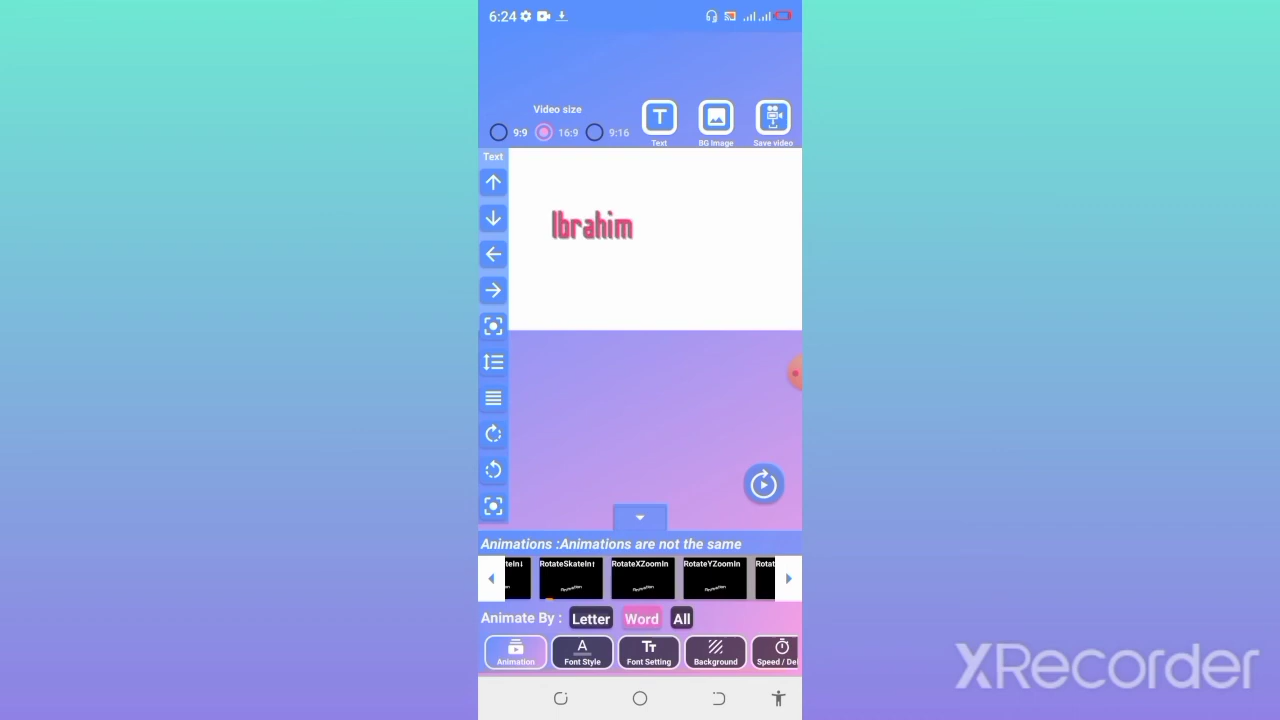 6:24
Video size
9:9 16:9 9:16
T
Text BG Image Save video
Text
Ibrahim
Animations :Animations are not the same
RotateSkateIn↑ RotateXZoomIn RotateYZoomIn
Animate By : Letter Word All
Animation Font Style Font Setting Background Speed / De
XRecorder